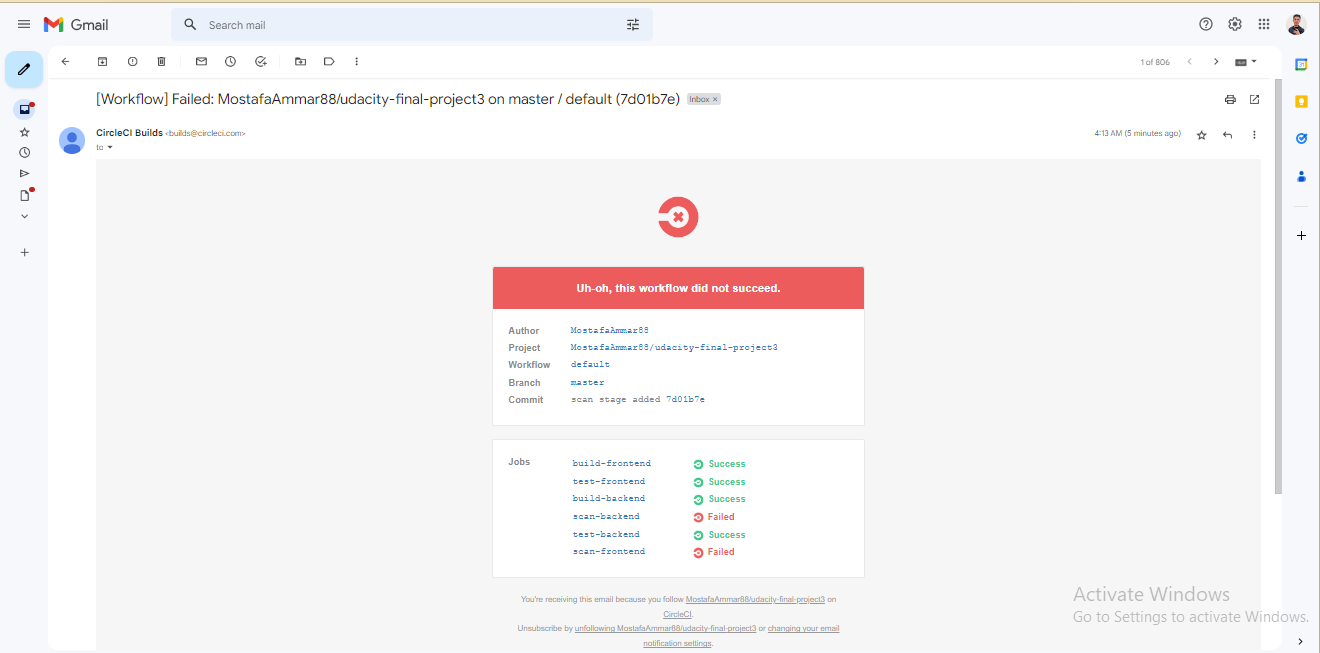 Gmail
Search mail
1 of 806
[Workflow] Failed: MostafaAmmar88/udacity-final-project3 on master / default (7d01b7e) Inbox ×
CircleCI Builds <builds@circleci.com>
4:13 AM (5 minutes ago)
to
Uh-oh, this workflow did not succeed.
Author MostafaAmmar88
Project MostafaAmmar88/udacity-final-project3
Workflow default
Branch master
Commit scan stage added 7d01b7e
Jobs build-frontend Success
test-frontend Success
build-backend Success
scan-backend Failed
test-backend Success
scan-frontend Failed
You're receiving this email because you follow MostafaAmmar88/udacity-final-project3 on
CircleCI.
Unsubscribe by unfollowing MostafaAmmar88/udacity-final-project3 or changing your email
notification settings.
Activate Windows
Go to Settings to activate Windows.